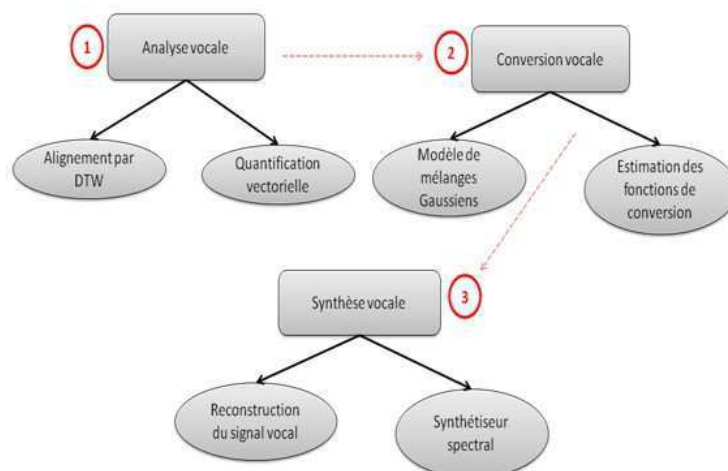 1
Analyse vocale
2
Conversion vocale
Alignement par
DTW
Quantification
vectorielle
Modèle de
mélanges
Gaussiens
Estimation des
fonctions de
conversion
Synthèse vocale
3
Reconstruction
du signal vocal
Synthétiseur
spectral